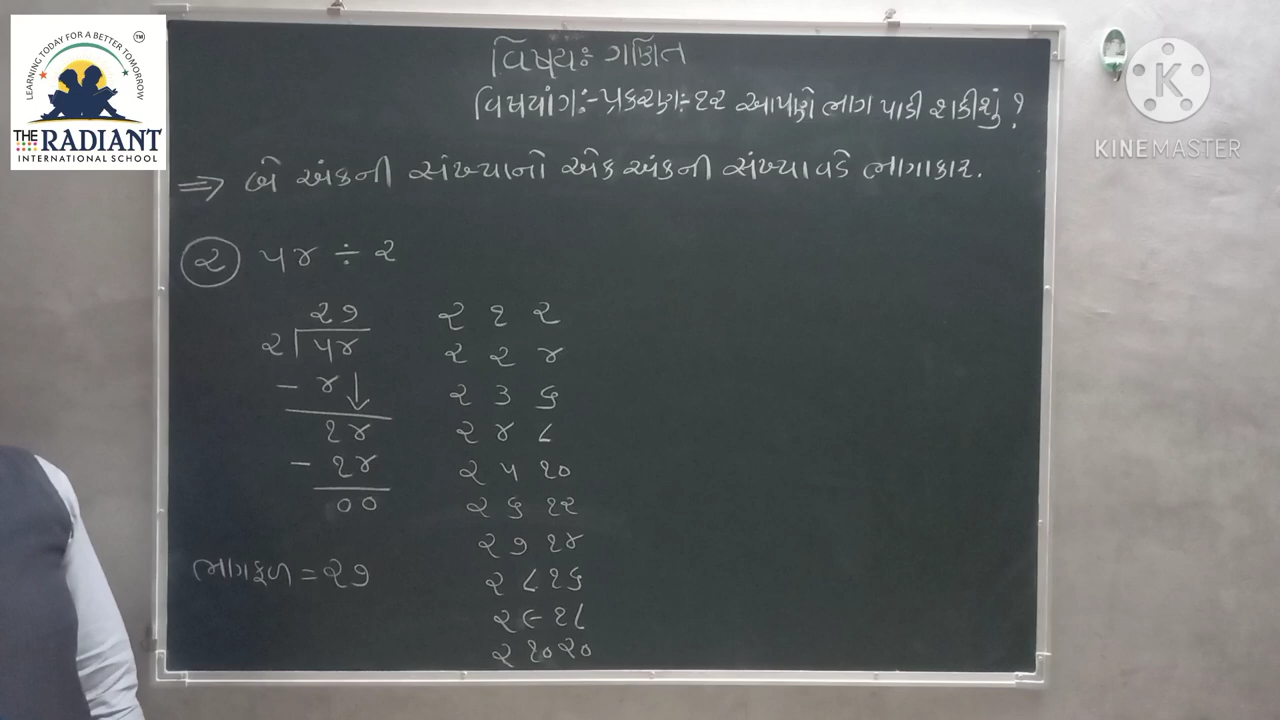 LEARNING TODAY FOR A BETTER TOMORROW
TM
THE RADIANT
INTERNATIONAL SCHOOL
K
KINEMASTER
વિષયઃ ગણિત
વિષયાંગઃ- પ્રકરણઃ- ૧૨ આપણે ભાગ પાડી શકીશું ?
⇒ બે અંકની સંખ્યાનો એક અંકની સંખ્યા વડે ભાગાકાર.
૨ ૫૪ ÷ ૨
૨૭
૨ ૫૪
- ૪ ↓
૧૪
- ૧૪
૦૦
ભાગફળ = ૨૭
૨ ૧ ૨
૨ ૨ ૪
૨ ૩ ૬
૨ ૪ ૮
૨ ૫ ૧૦
૨ ૬ ૧૨
૨ ૭ ૧૪
૨ ૮ ૧૬
૨ ૯ ૧૮
૨ ૧૦ ૨૦